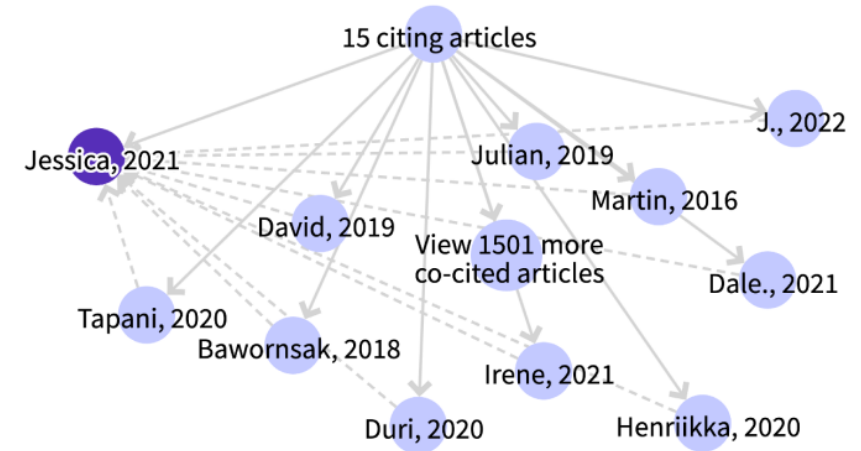 15 citing articles
J., 2022
Jessica, 2021
Julian, 2019
Martin, 2016
David, 2019
View 1501 more
co-cited articles
Dale., 2021
Tapani, 2020
Bawornsak, 2018
Irene, 2021
Duri, 2020
Henriikka, 2020